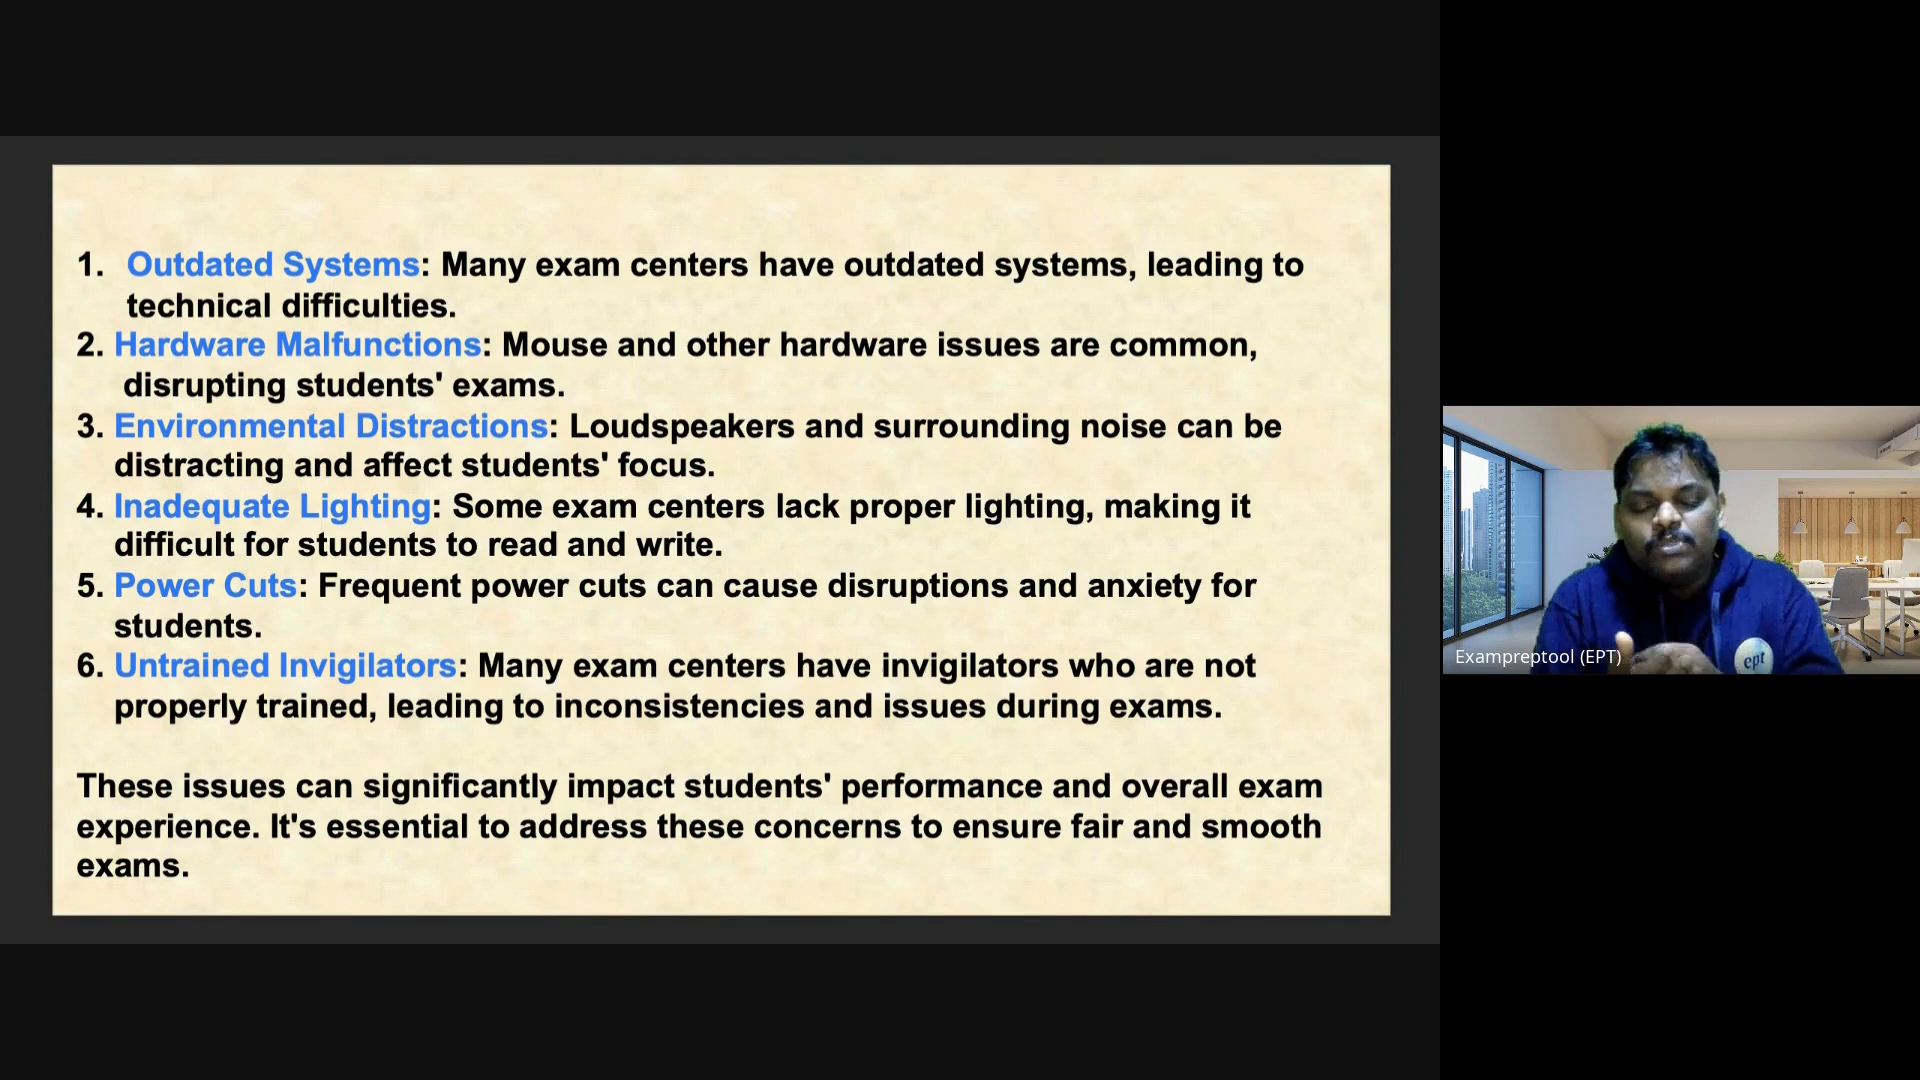 1. Outdated Systems: Many exam centers have outdated systems, leading to
technical difficulties.
2. Hardware Malfunctions: Mouse and other hardware issues are common,
disrupting students' exams.
3. Environmental Distractions: Loudspeakers and surrounding noise can be
distracting and affect students' focus.
4. Inadequate Lighting: Some exam centers lack proper lighting, making it
difficult for students to read and write.
5. Power Cuts: Frequent power cuts can cause disruptions and anxiety for
students.
6. Untrained Invigilators: Many exam centers have invigilators who are not
properly trained, leading to inconsistencies and issues during exams.
These issues can significantly impact students' performance and overall exam
experience. It's essential to address these concerns to ensure fair and smooth
exams.
Exampreptool (EPT)
ept